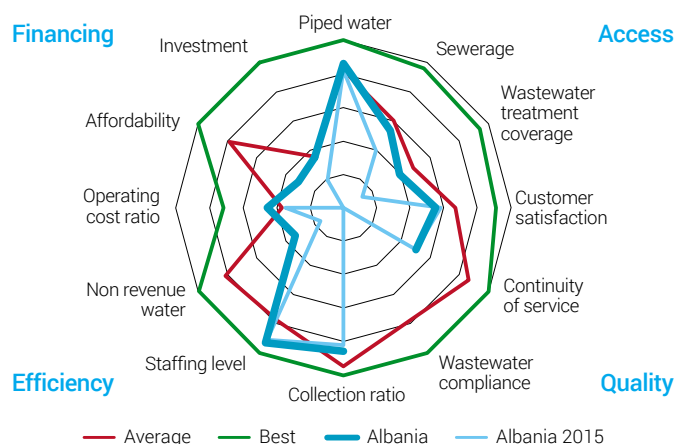 Financing
Access
Efficiency
Quality
Piped water
Sewerage
Wastewater
treatment
coverage
Customer
satisfaction
Continuity
of service
Wastewater
compliance
Collection ratio
Staffing level
Non revenue
water
Operating
cost ratio
Affordability
Investment
Average
Best
Albania
Albania 2015